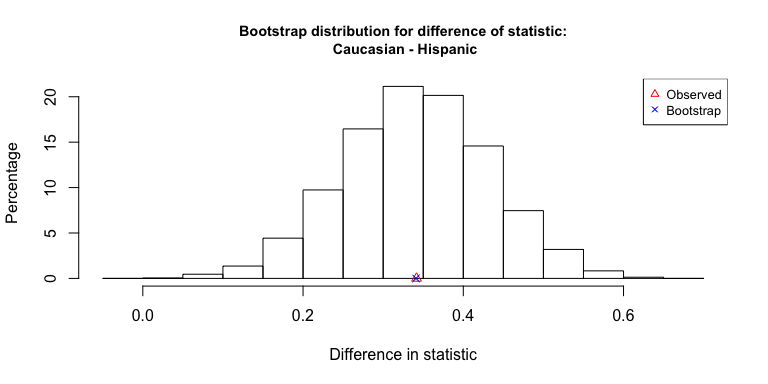 Bootstrap distribution for difference of statistic:
Caucasian - Hispanic
Observed
Bootstrap
Percentage
20
15
10
5
0
0.0 0.2 0.4 0.6
Difference in statistic